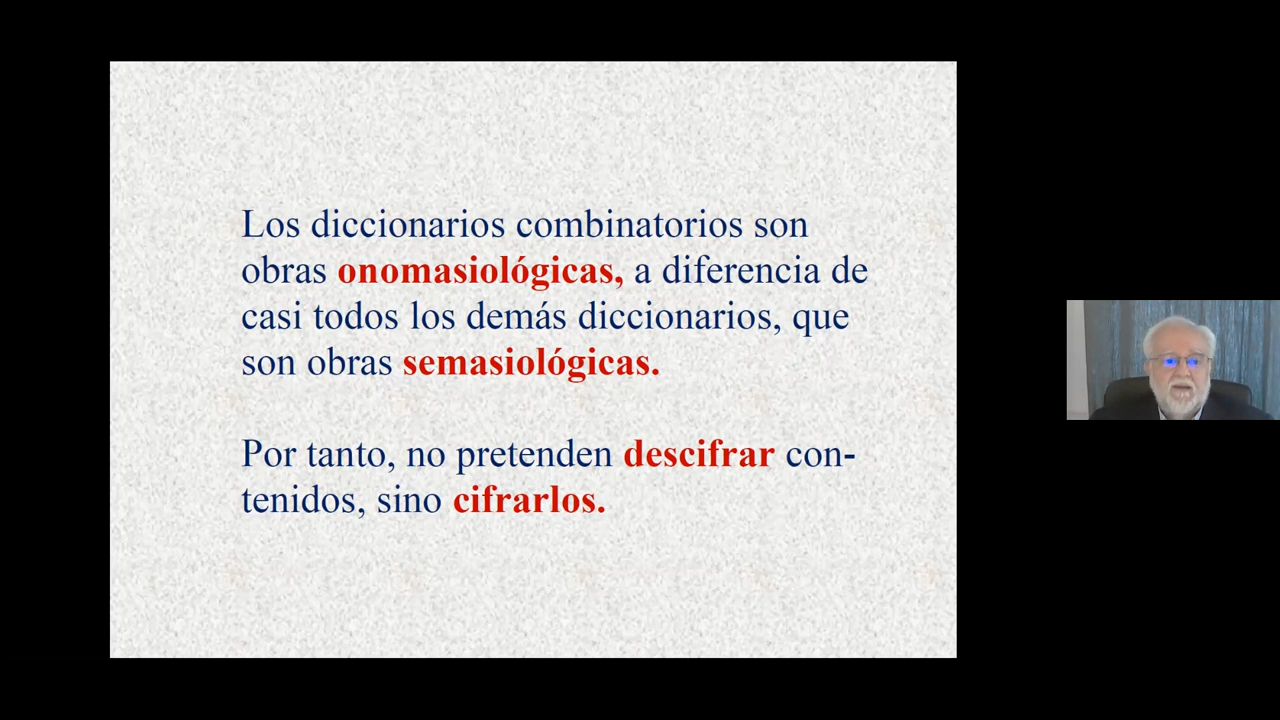 Los diccionarios combinatorios son
obras onomasiológicas, a diferencia de
casi todos los demás diccionarios, que
son obras semasiológicas.
Por tanto, no pretenden descifrar con-
tenidos, sino cifrarlos.